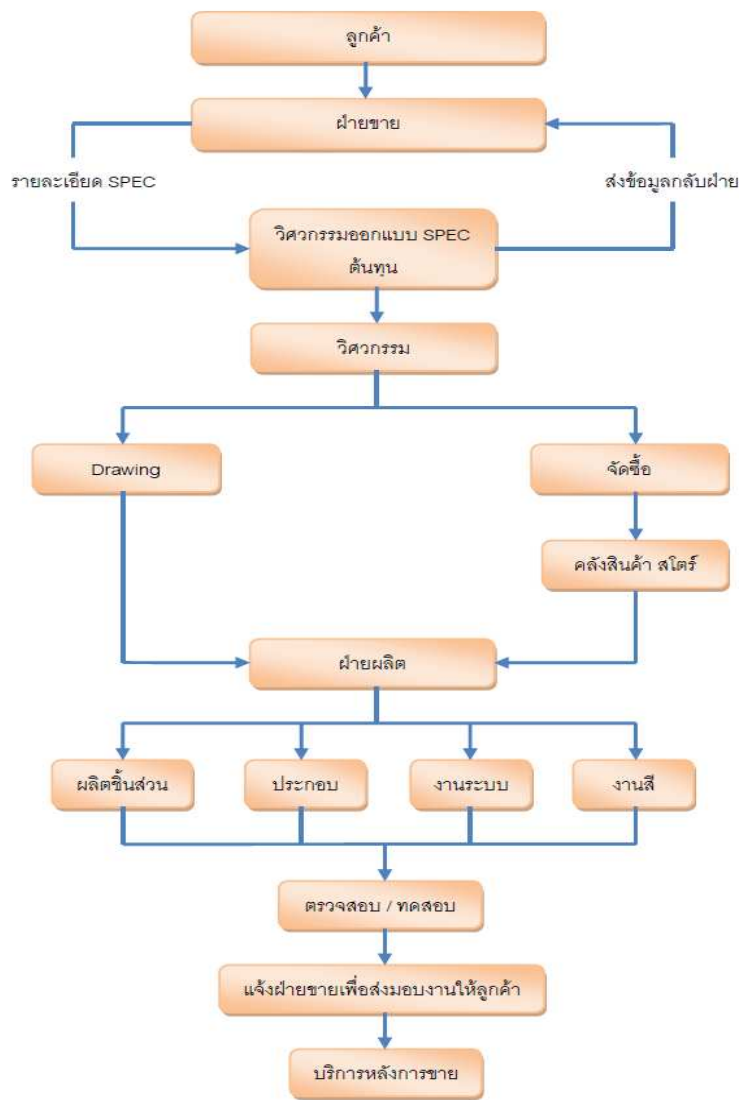 ลูกค้า
ฝ่ายขาย
รายละเอียด SPEC
ส่งข้อมูลกลับฝ่าย
วิศวกรรมออกแบบ SPEC
ต้นทุน
วิศวกรรม
Drawing
จัดซื้อ
คลังสินค้า สโตร์
ฝ่ายผลิต
ผลิตชิ้นส่วน
ประกอบ
งานระบบ
งานสี
ตรวจสอบ / ทดสอบ
แจ้งฝ่ายขายเพื่อส่งมอบงานให้ลูกค้า
บริการหลังการขาย